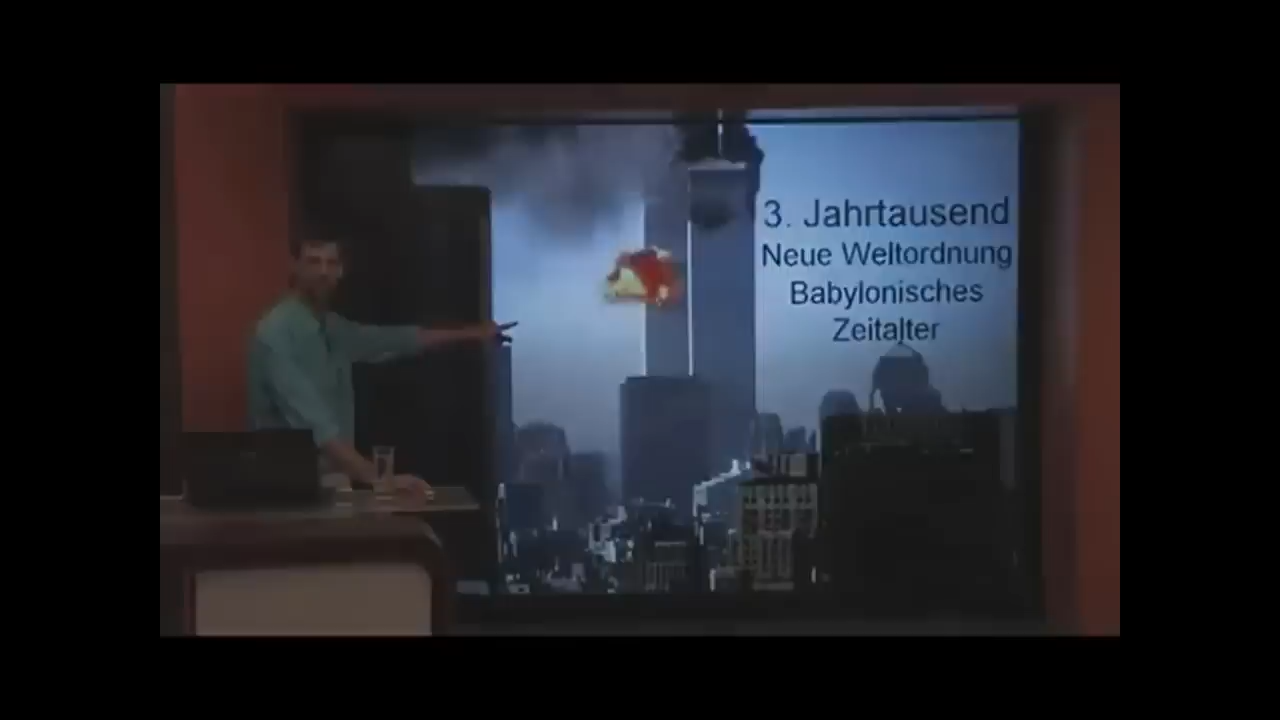 3. Jahrtausend
Neue Weltordnung
Babylonisches
Zeitalter